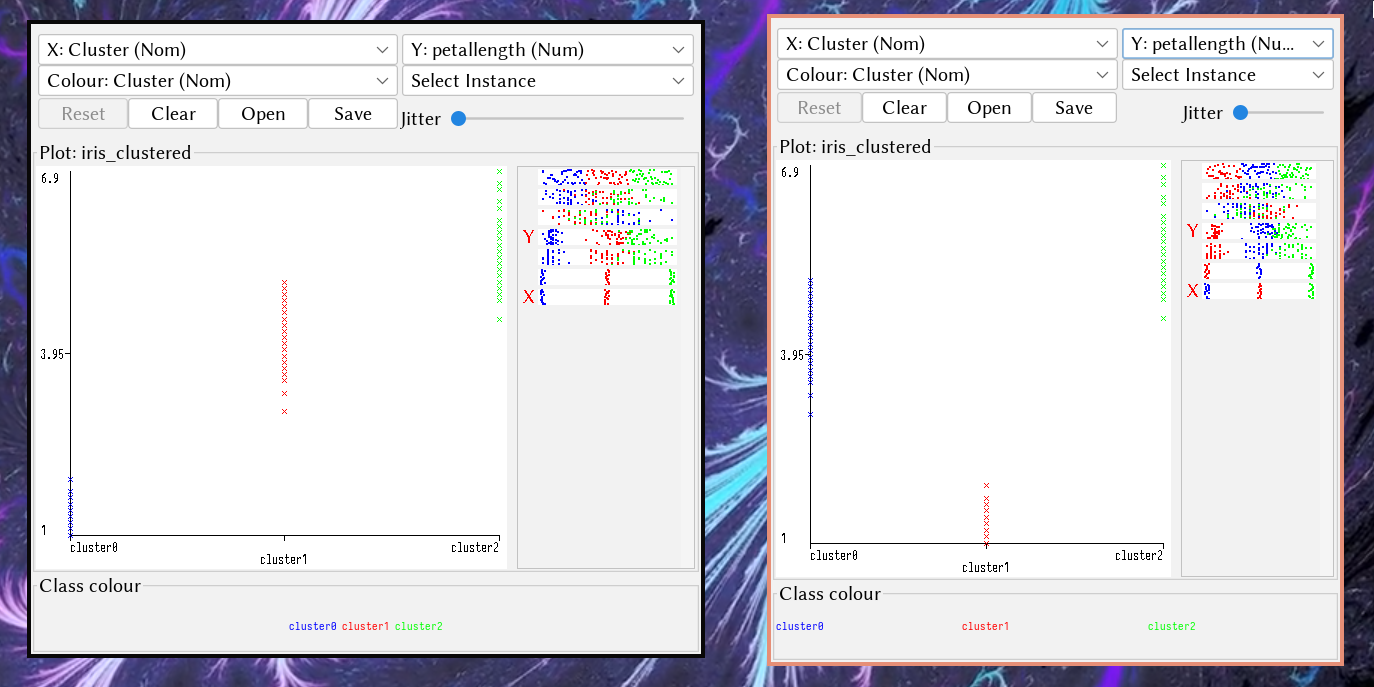 X: Cluster (Nom)
Y: petallength (Num)
Colour: Cluster (Nom)
Select Instance
Reset
Clear
Open
Save
Jitter
Plot: iris_clustered
6.9
3.95
1
cluster0
cluster1
cluster2
Y
X
Class colour
cluster0 cluster1 cluster2
X: Cluster (Nom)
Y: petallength (Nu...
Colour: Cluster (Nom)
Select Instance
Reset
Clear
Open
Save
Jitter
Plot: iris_clustered
6.9
3.95
1
cluster0
cluster1
cluster2
Y
X
Class colour
cluster0 cluster1 cluster2